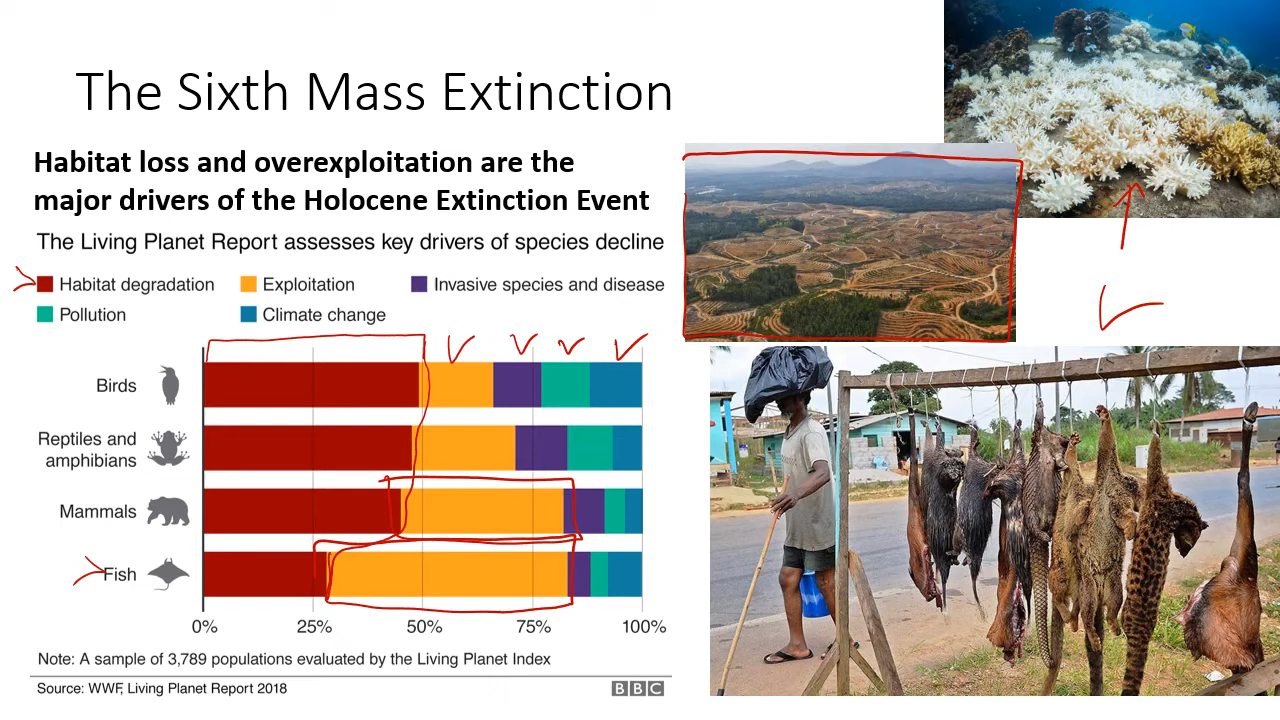 The Sixth Mass Extinction
Habitat loss and overexploitation are the
major drivers of the Holocene Extinction Event
The Living Planet Report assesses key drivers of species decline
Habitat degradation
Exploitation
Invasive species and disease
Pollution
Climate change
Birds
Reptiles and
amphibians
Mammals
Fish
0% 25% 50% 75% 100%
Note: A sample of 3,789 populations evaluated by the Living Planet Index
Source: WWF, Living Planet Report 2018
BBC